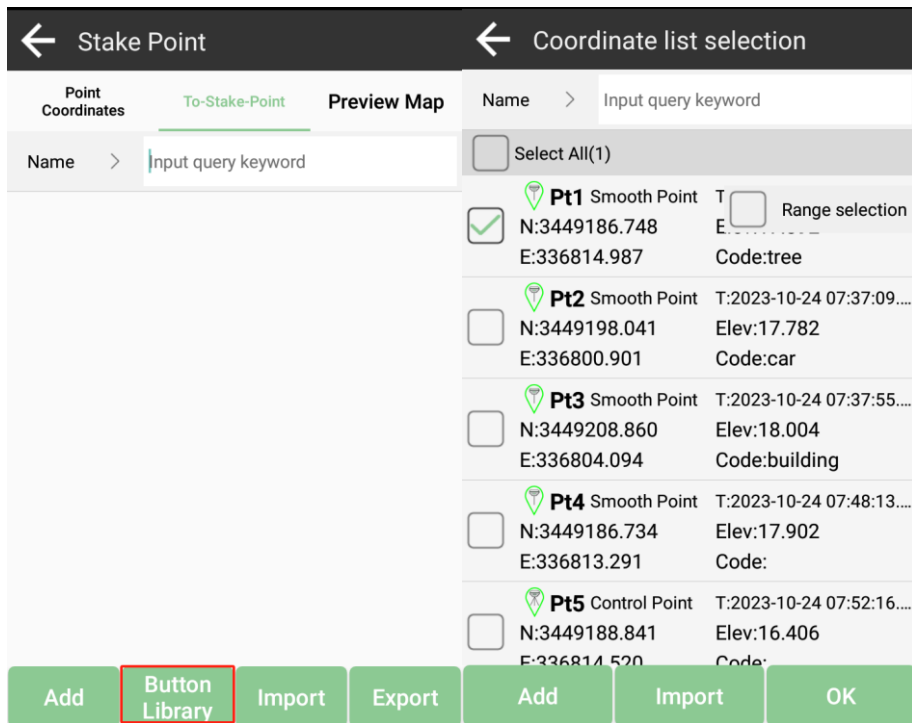 Stake Point
Point
Coordinates
To-Stake-Point
Preview Map
Name
Input query keyword
Add
Button
Library
Import
Export
Coordinate list selection
Name
Input query keyword
Select All(1)
Range selection
Pt1 Smooth Point
N:3449186.748
E:336814.987
Code:tree
Pt2 Smooth Point T:2023-10-24 07:37:09....
N:3449198.041 Elev:17.782
E:336800.901 Code:car
Pt3 Smooth Point T:2023-10-24 07:37:55....
N:3449208.860 Elev:18.004
E:336804.094 Code:building
Pt4 Smooth Point T:2023-10-24 07:48:13....
N:3449186.734 Elev:17.902
E:336813.291 Code:
Pt5 Control Point T:2023-10-24 07:52:16....
N:3449188.841 Elev:16.406
E:336814.520 Code:
Add
Import
OK